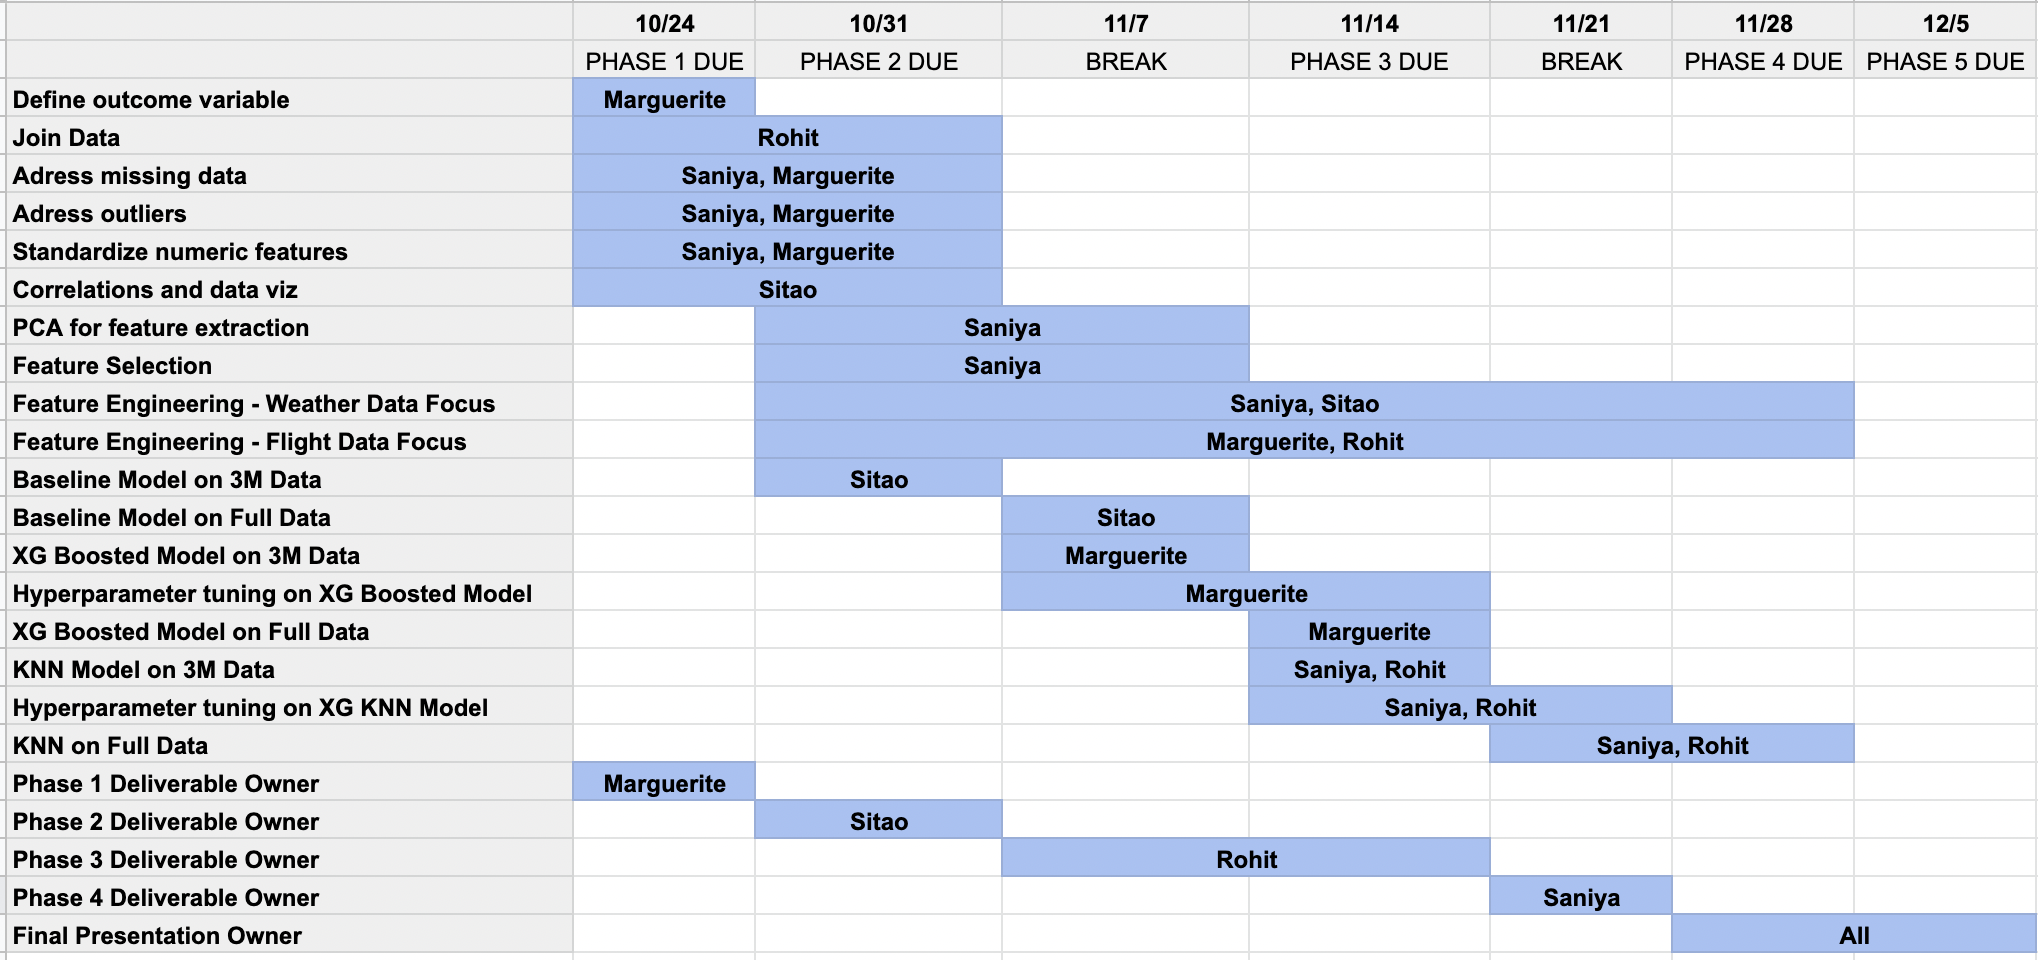 10/24 10/31 11/7 11/14 11/21 11/28 12/5
PHASE 1 DUE PHASE 2 DUE BREAK PHASE 3 DUE BREAK PHASE 4 DUE PHASE 5 DUE
Define outcome variable Marguerite
Join Data Rohit
Adress missing data Saniya, Marguerite
Adress outliers Saniya, Marguerite
Standardize numeric features Saniya, Marguerite
Correlations and data viz Sitao
PCA for feature extraction Saniya
Feature Selection Saniya
Feature Engineering - Weather Data Focus Saniya, Sitao
Feature Engineering - Flight Data Focus Marguerite, Rohit
Baseline Model on 3M Data Sitao
Baseline Model on Full Data Sitao
XG Boosted Model on 3M Data Marguerite
Hyperparameter tuning on XG Boosted Model Marguerite
XG Boosted Model on Full Data Marguerite
KNN Model on 3M Data Saniya, Rohit
Hyperparameter tuning on XG KNN Model Saniya, Rohit
KNN on Full Data Saniya, Rohit
Phase 1 Deliverable Owner Marguerite
Phase 2 Deliverable Owner Sitao
Phase 3 Deliverable Owner Rohit
Phase 4 Deliverable Owner Saniya
Final Presentation Owner All